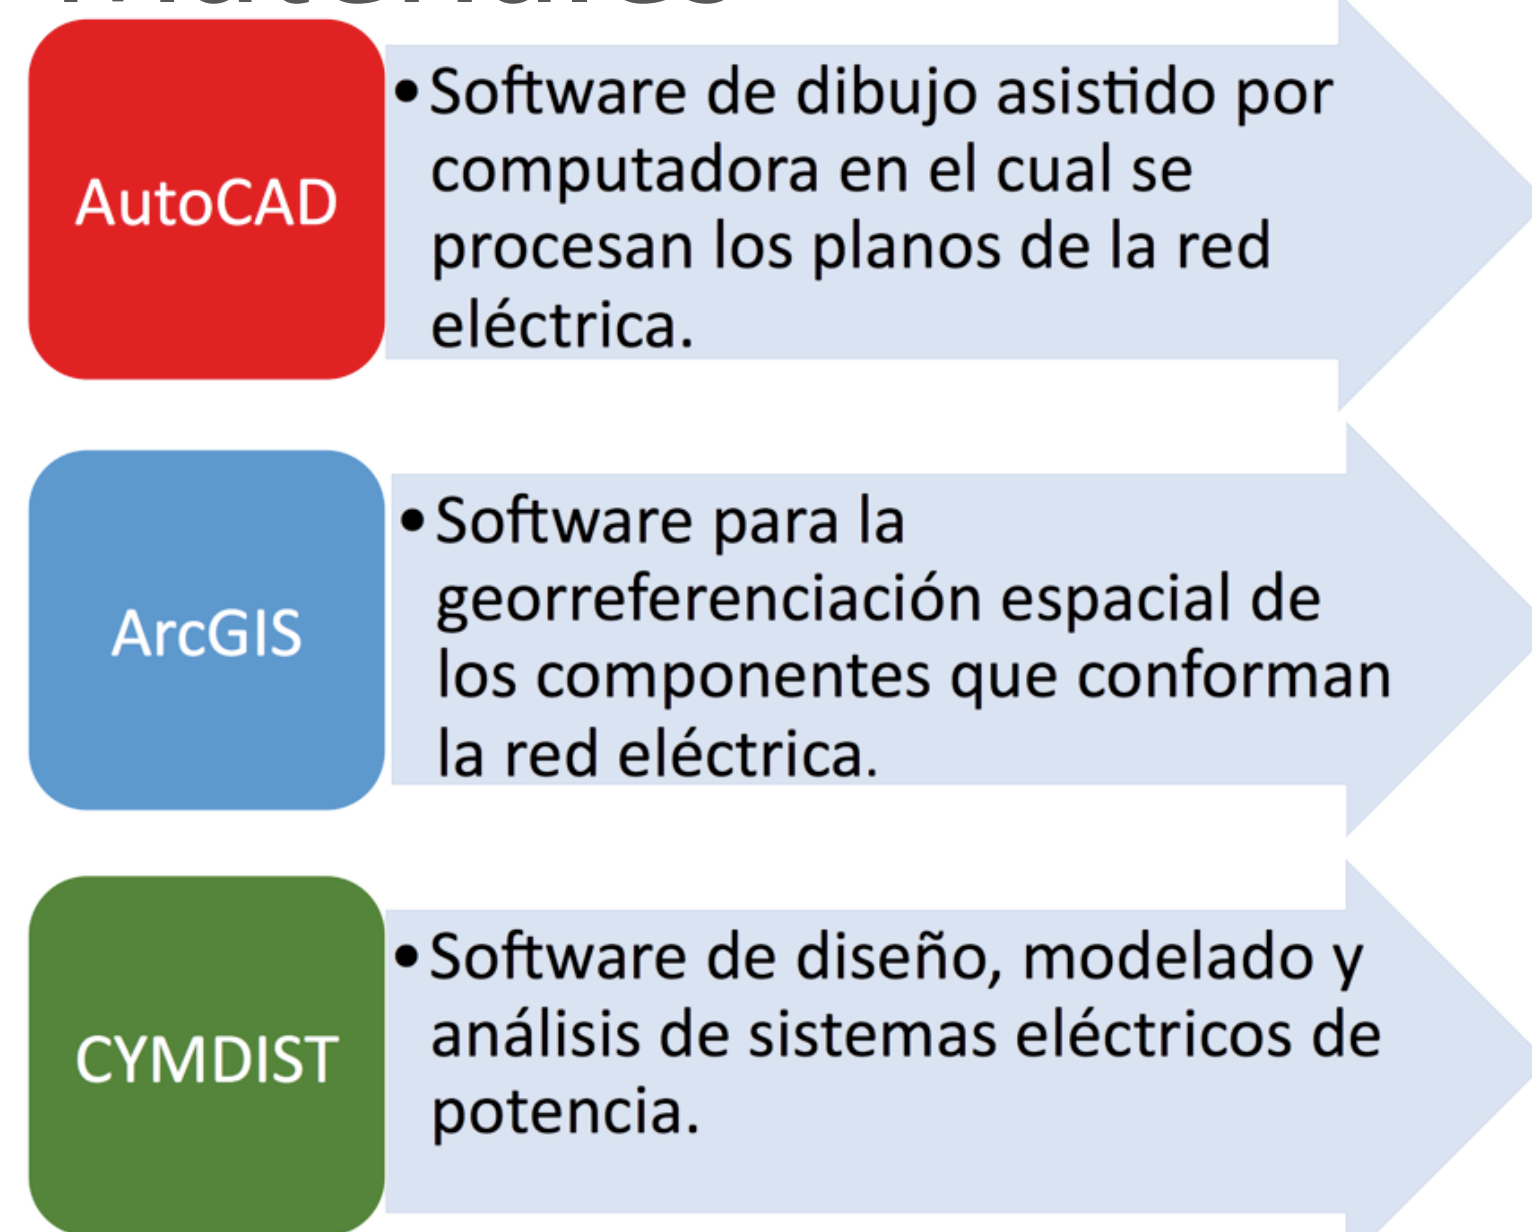 Materiales
AutoCAD
•Software de dibujo asistido por
computadora en el cual se
procesan los planos de la red
eléctrica.
ArcGIS
•Software para la
georreferenciación espacial de
los componentes que conforman
la red eléctrica.
CYMDIST
•Software de diseño, modelado y
análisis de sistemas eléctricos de
potencia.